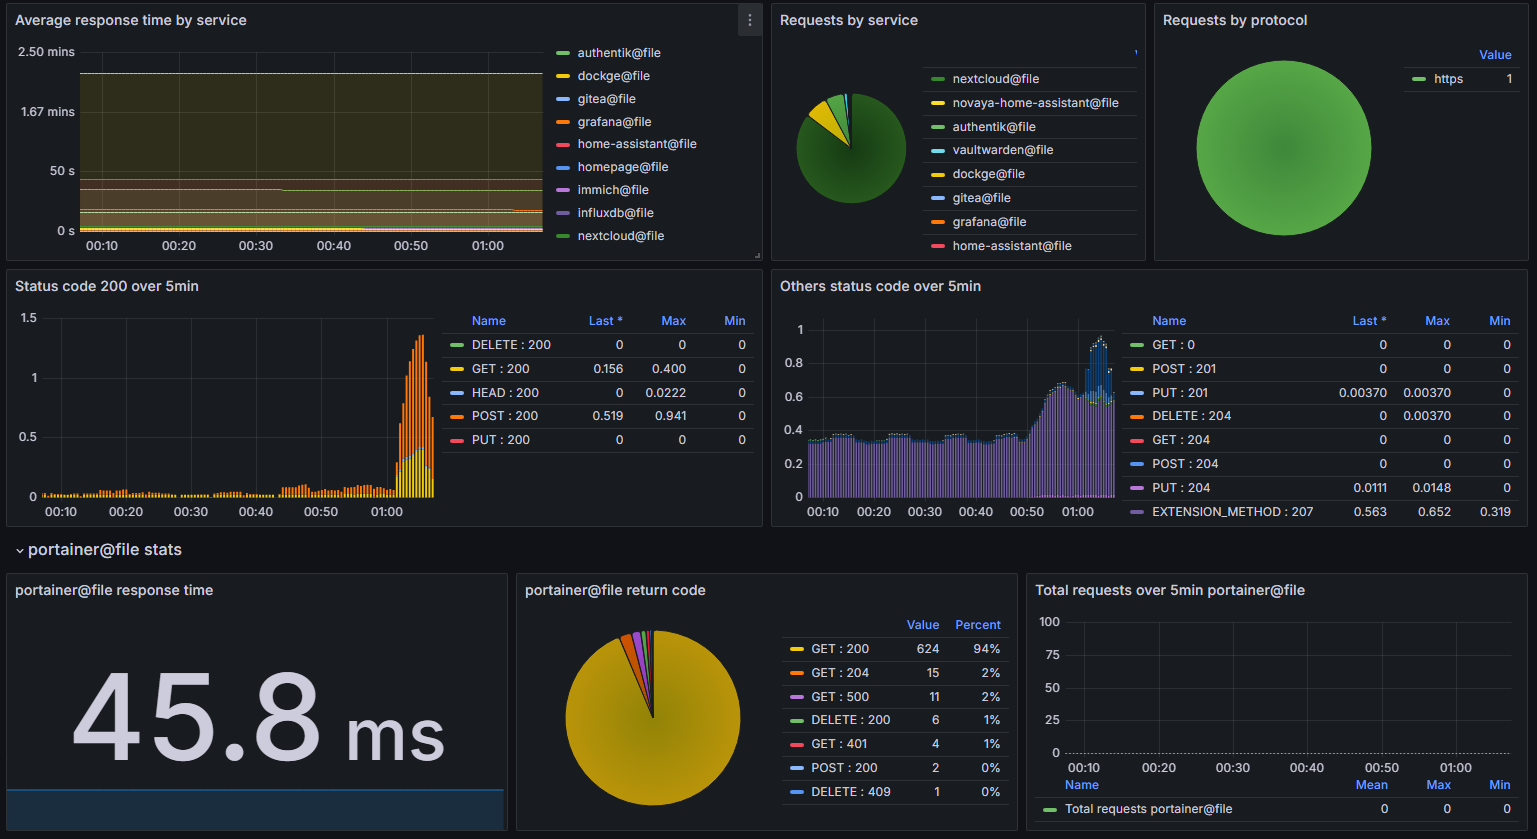 Average response time by service
2.50 mins
1.67 mins
50 s
0 s
00:10 00:20 00:30 00:40 00:50 01:00
authentik@file
dockge@file
gitea@file
grafana@file
home-assistant@file
homepage@file
immich@file
influxdb@file
nextcloud@file
Requests by service
nextcloud@file
novaya-home-assistant@file
authentik@file
vaultwarden@file
dockge@file
gitea@file
grafana@file
home-assistant@file
Requests by protocol
Value
https 1
Status code 200 over 5min
1.5
1
0.5
0
00:10 00:20 00:30 00:40 00:50 01:00
Name Last * Max Min
DELETE : 200 0 0 0
GET : 200 0.156 0.400 0
HEAD : 200 0 0.0222 0
POST : 200 0.519 0.941 0
PUT : 200 0 0 0
Others status code over 5min
1
0.8
0.6
0.4
0.2
0
00:10 00:20 00:30 00:40 00:50 01:00
Name Last * Max Min
GET : 0 0 0 0
POST : 201 0 0 0
PUT : 201 0.00370 0.00370 0
DELETE : 204 0 0.00370 0
GET : 204 0 0 0
POST : 204 0 0 0
PUT : 204 0.0111 0.0148 0
EXTENSION_METHOD : 207 0.563 0.652 0.319
portainer@file stats
portainer@file response time
45.8 ms
portainer@file return code
Value Percent
GET : 200 624 94%
GET : 204 15 2%
GET : 500 11 2%
DELETE : 200 6 1%
GET : 401 4 1%
POST : 200 2 0%
DELETE : 409 1 0%
Total requests over 5min portainer@file
100
75
50
25
0
00:10 00:20 00:30 00:40 00:50 01:00
Name Mean Max Min
Total requests portainer@file 0 0 0